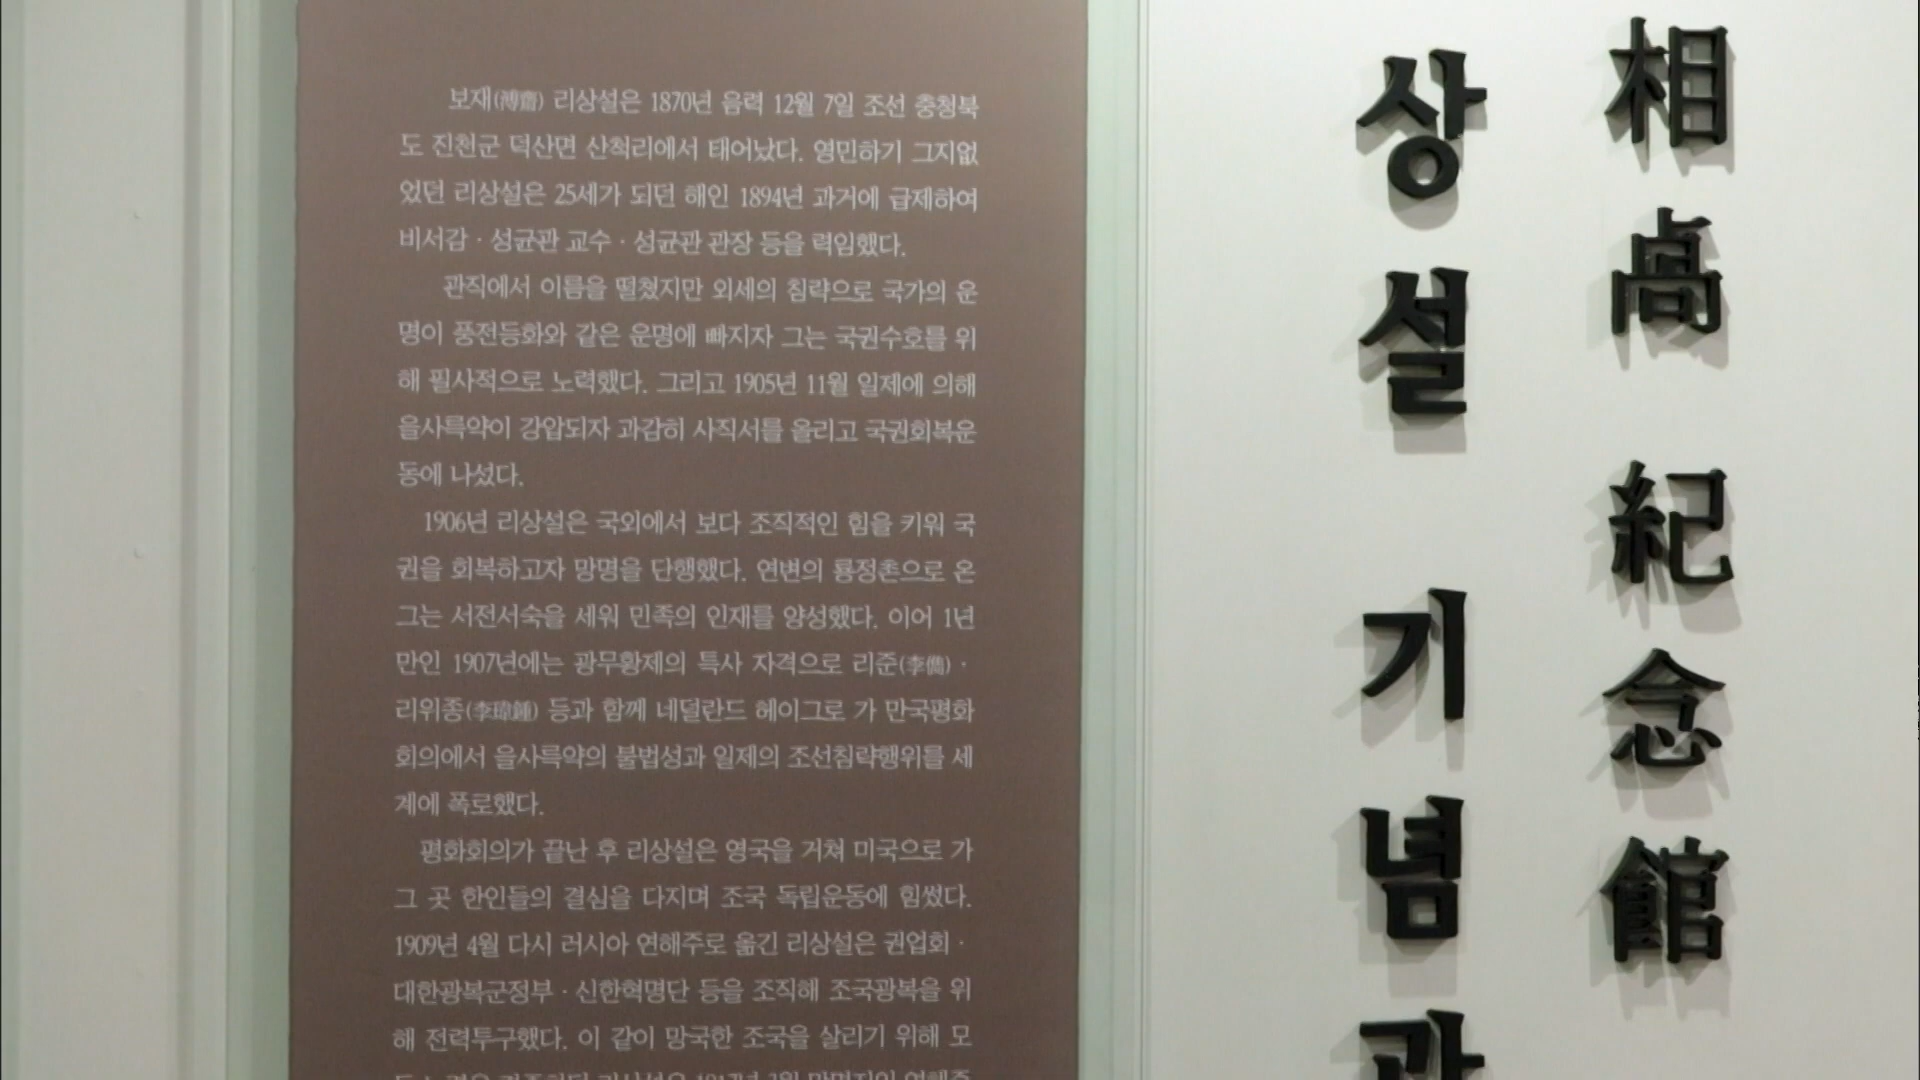 보재(溥齋) 리상설은 1870년 음력 12월 7일 조선 충청북
도 진천군 덕산면 산척리에서 태어났다. 영민하기 그지없
었던 리상설은 25세가 되던 해인 1894년 과거에 급제하여
비서감 · 성균관 교수 · 성균관 관장 등을 력임했다.
관직에서 이름을 떨쳤지만 외세의 침략으로 국가의 운
명이 풍전등화와 같은 운명에 빠지자 그는 국권수호를 위
해 필사적으로 노력했다. 그리고 1905년 11월 일제에 의해
을사륵약이 강압되자 과감히 사직서를 올리고 국권회복운
동에 나섰다.
1906년 리상설은 국외에서 보다 조직적인 힘을 키워 국
권을 회복하고자 망명을 단행했다. 연변의 룡정촌으로 온
그는 서전서숙을 세워 민족의 인재를 양성했다. 이어 1년
만인 1907년에는 광무황제의 특사 자격으로 리준(李儁) ·
리위종(李瑋鍾) 등과 함께 네덜란드 헤이그로 가 만국평화
회의에서 을사륵약의 불법성과 일제의 조선침략행위를 세
계에 폭로했다.
평화회의가 끝난 후 리상설은 영국을 거쳐 미국으로 가
그 곳 한인들의 결심을 다지며 조국 독립운동에 힘썼다.
1909년 4월 다시 러시아 연해주로 옮긴 리상설은 권업회 ·
대한광복군정부 · 신한혁명단 등을 조직해 조국광복을 위
해 전력투구했다. 이 같이 망국한 조국을 살리기 위해 모
상설 기념관
相卨 紀念館